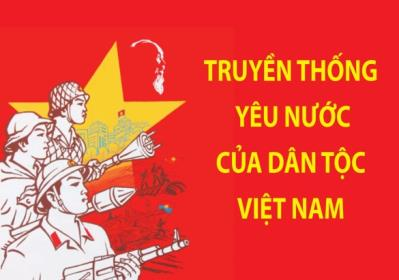 TRUYỀN THỐNG
YÊU NƯỚC
CỦA DÂN TỘC
VIỆT NAM